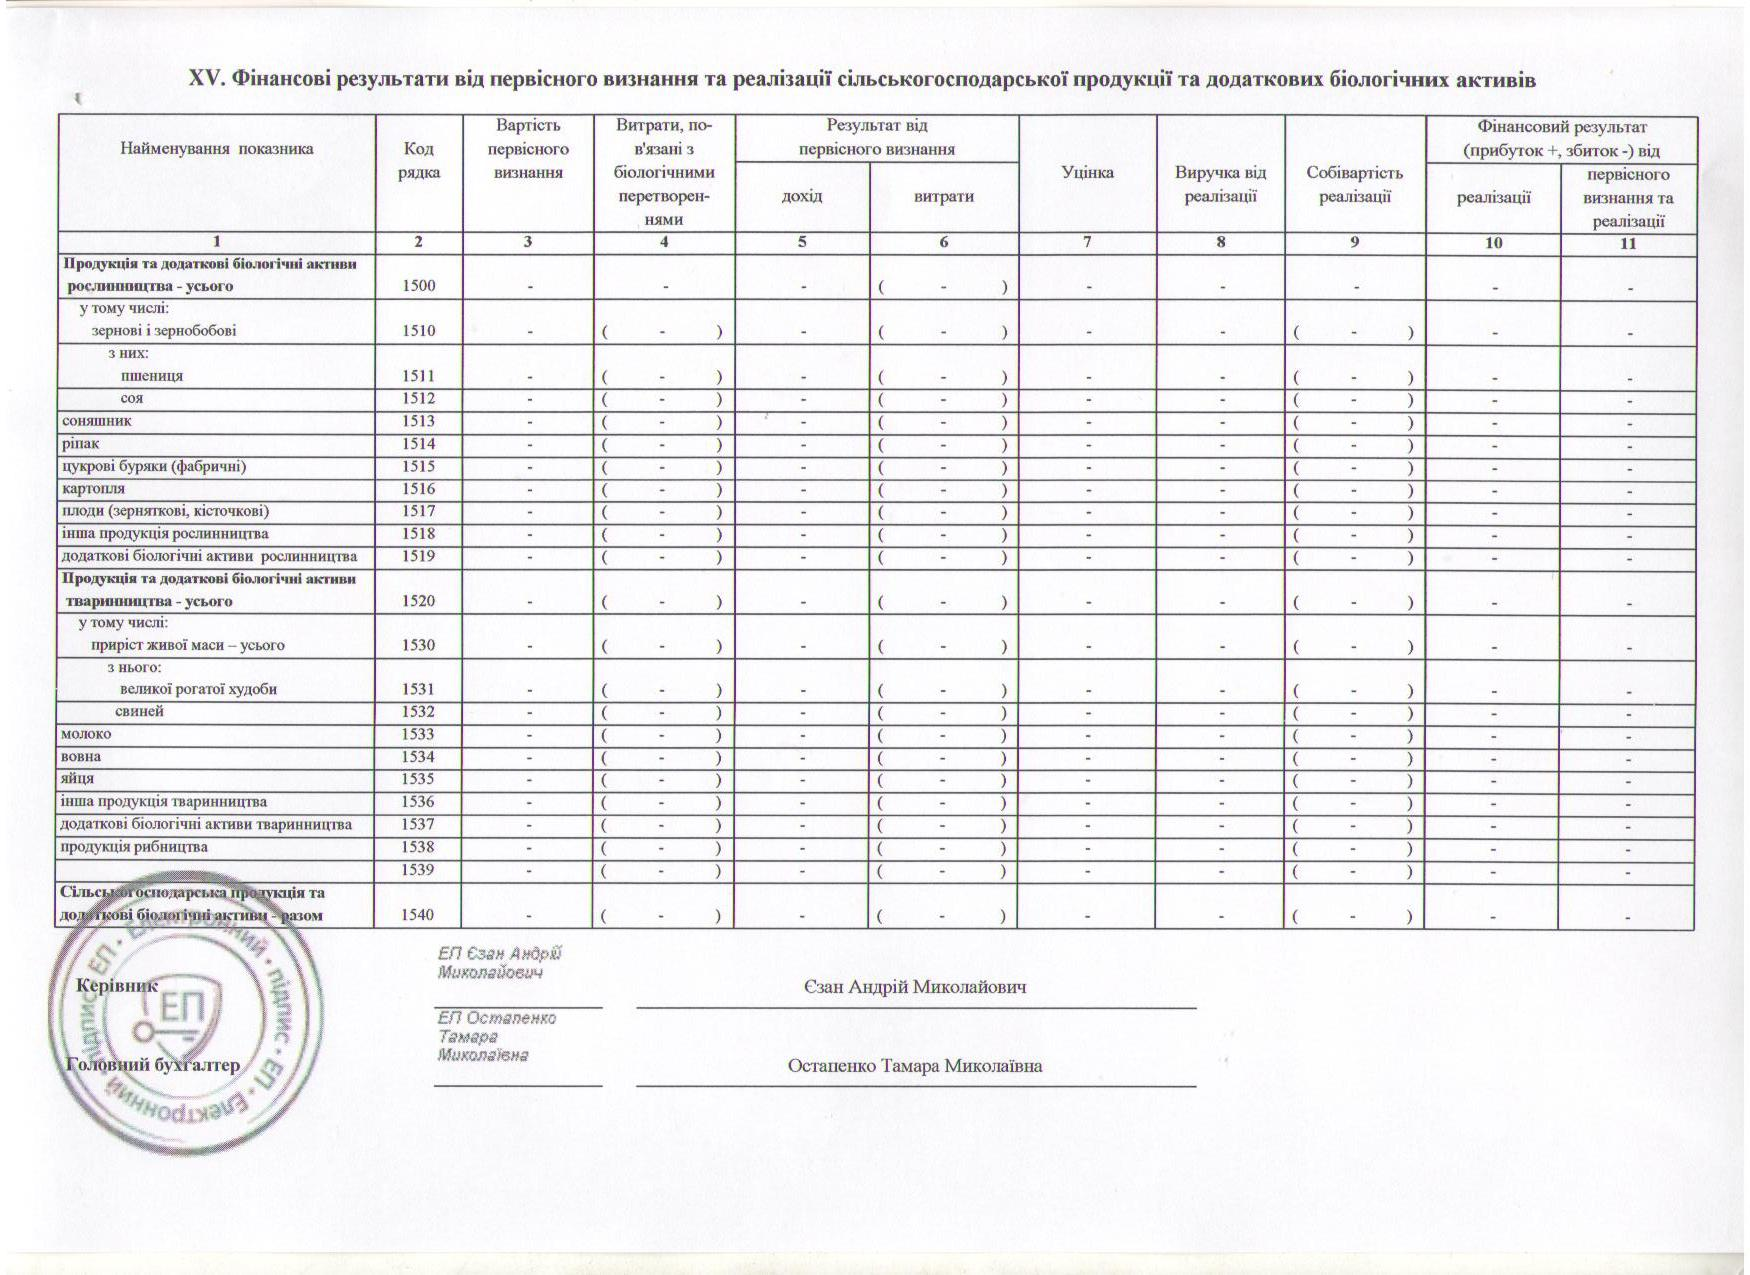 XV. Фінансові результати від первісного визнання та реалізації сільськогосподарської продукції та додаткових біологічних активів
Найменування показника
Код рядка
Вартість первісного визнання
Витрати, по-
в'язані з
біологічними
перетворен-
нями
Результат від первісного визнання
дохід
витрати
Уцінка
Виручка від реалізації
Собівартість реалізації
Фінансовий результат
(прибуток +, збиток -) від
реалізації
первісного
визнання та
реалізації
1 2 3 4 5 6 7 8 9 10 11
Продукція та додаткові біологічні активи
рослинництва - усього 1500 - - - ( - ) - - - - -
у тому числі:
зернові і зернобобові 1510 - ( - ) - ( - ) - - ( - ) - -
з них:
пшениця 1511 - ( - ) - ( - ) - - ( - ) - -
соя 1512 - ( - ) - ( - ) - - ( - ) - -
соняшник 1513 - ( - ) - ( - ) - - ( - ) - -
ріпак 1514 - ( - ) - ( - ) - - ( - ) - -
цукрові буряки (фабричні) 1515 - ( - ) - ( - ) - - ( - ) - -
картопля 1516 - ( - ) - ( - ) - - ( - ) - -
плоди (зерняткові, кісточкові) 1517 - ( - ) - ( - ) - - ( - ) - -
інша продукція рослинництва 1518 - ( - ) - ( - ) - - ( - ) - -
додаткові біологічні активи рослинництва 1519 - ( - ) - ( - ) - - ( - ) - -
Продукція та додаткові біологічні активи
тваринництва - усього 1520 - ( - ) - ( - ) - - ( - ) - -
у тому числі:
приріст живої маси – усього 1530 - ( - ) - ( - ) - - ( - ) - -
з нього:
великої рогатої худоби 1531 - ( - ) - ( - ) - - ( - ) - -
свиней 1532 - ( - ) - ( - ) - - ( - ) - -
молоко 1533 - ( - ) - ( - ) - - ( - ) - -
вовна 1534 - ( - ) - ( - ) - - ( - ) - -
яйця 1535 - ( - ) - ( - ) - - ( - ) - -
інша продукція тваринництва 1536 - ( - ) - ( - ) - - ( - ) - -
додаткові біологічні активи тваринництва 1537 - ( - ) - ( - ) - - ( - ) - -
продукція рибництва 1538 - ( - ) - ( - ) - - ( - ) - -
1539 - ( - ) - ( - ) - - ( - ) - -
Сільськогосподарська продукція та
додаткові біологічні активи - разом 1540 - ( - ) - ( - ) - - ( - ) - -
ЕП Єзан Андрій
Миколайович
Керівник
Єзан Андрій Миколайович
ЕП Остапенко
Тамара
Миколаївна
Головний бухгалтер
Остапенко Тамара Миколаївна
ЕП • Електронний • підпис • ЕП • Електронний • підпис
ЕП